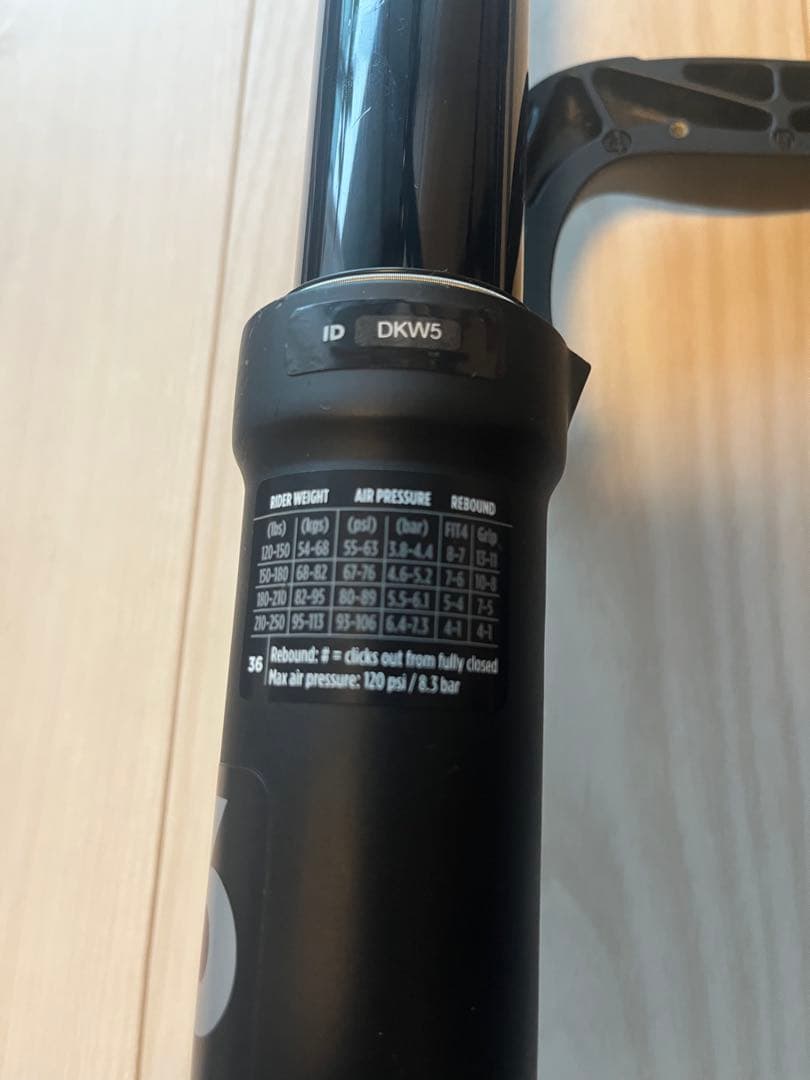 ID DKW5
RIDER WEIGHT AIR PRESSURE REBOUND
(lbs) (kgs) (psi) (bar) FIT4 Grip
120-150 54-68 55-63 3.8-4.4 8-7 13-11
150-180 68-82 67-76 4.6-5.2 7-6 10-8
180-210 82-95 80-89 5.5-6.1 5-4 7-5
210-250 95-113 93-106 6.4-7.3 4-1 4-1
36 Rebound: # = clicks out from fully closed
Max air pressure: 120 psi / 8.3 bar